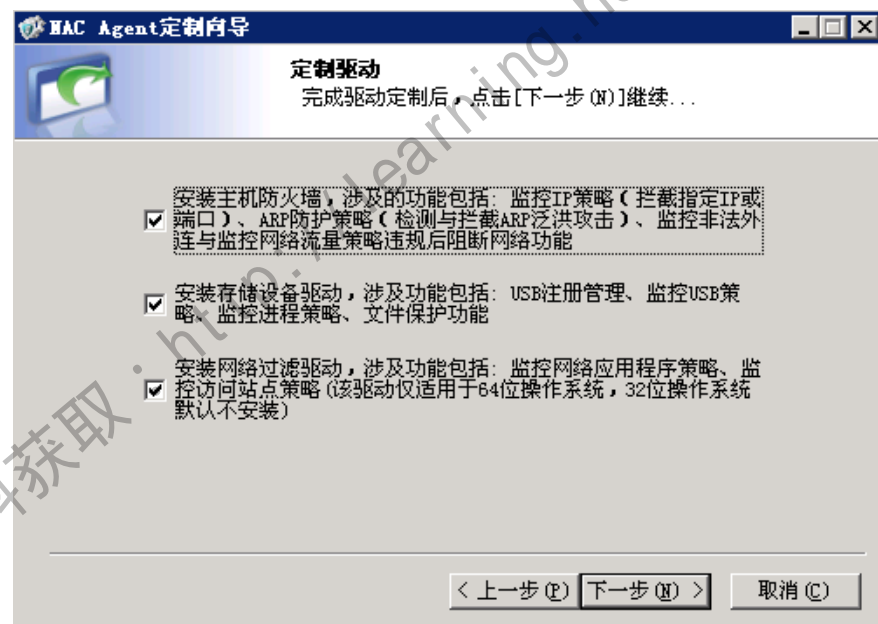 NAC Agent定制向导
定制驱动
完成驱动定制后，点击[下一步(N)]继续...
安装主机防火墙，涉及的功能包括：监控IP策略(拦截指定IP或
端口)、ARP防护策略(检测与拦截ARP泛洪攻击)、监控非法外
连与监控网络流量策略违规后阻断网络功能
安装存储设备驱动，涉及功能包括：USB注册管理、监控USB策
略、监控进程策略、文件保护功能
安装网络过滤驱动，涉及功能包括：监控网络应用程序策略、监
控访问站点策略(该驱动仅适用于64位操作系统，32位操作系统
默认不安装)
< 上一步(P)
下一步(N) >
取消(C)
获取：http://learning.h